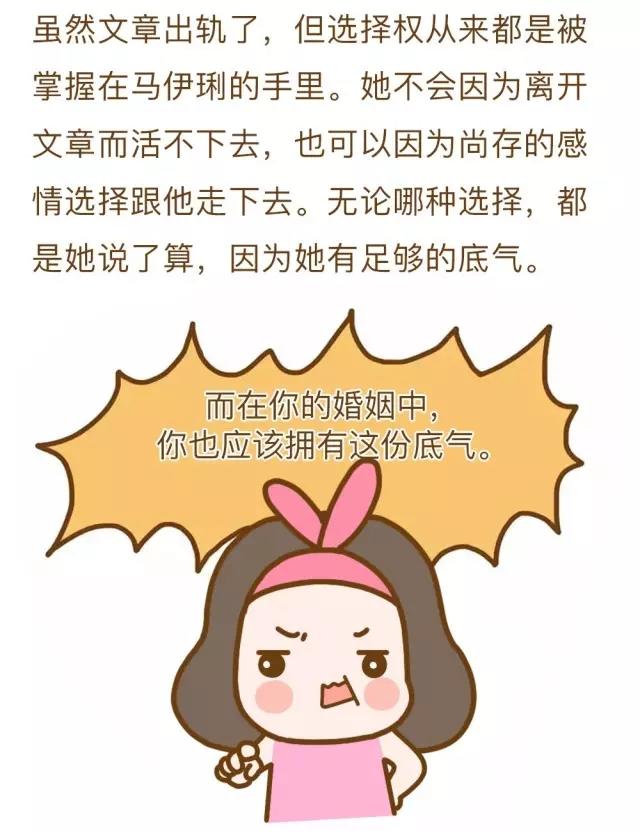 虽然文章出轨了，但选择权从来都是被
掌握在马伊琍的手里。她不会因为离开
文章而活不下去，也可以因为尚存的感
情选择跟他走下去。无论哪种选择，都
是她说了算，因为她有足够的底气。
而在你的婚姻中，
你也应该拥有这份底气。